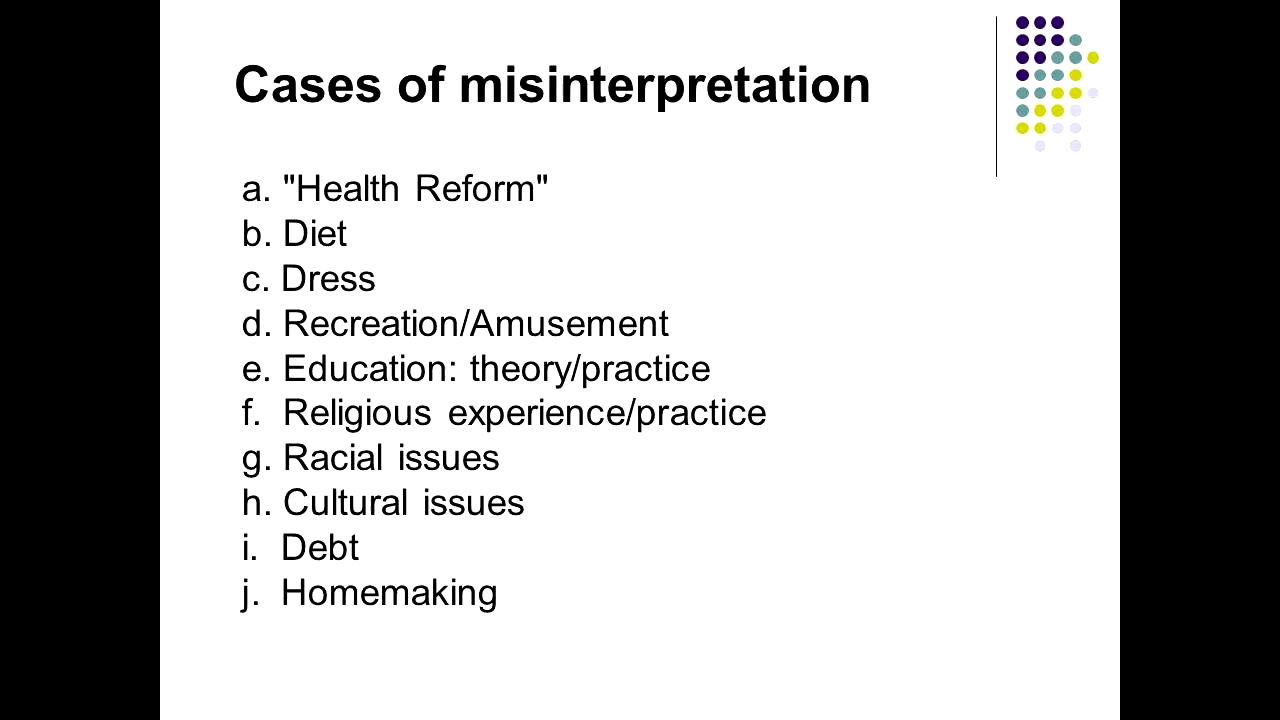 Cases of misinterpretation
a. "Health Reform"
b. Diet
c. Dress
d. Recreation/Amusement
e. Education: theory/practice
f. Religious experience/practice
g. Racial issues
h. Cultural issues
i. Debt
j. Homemaking